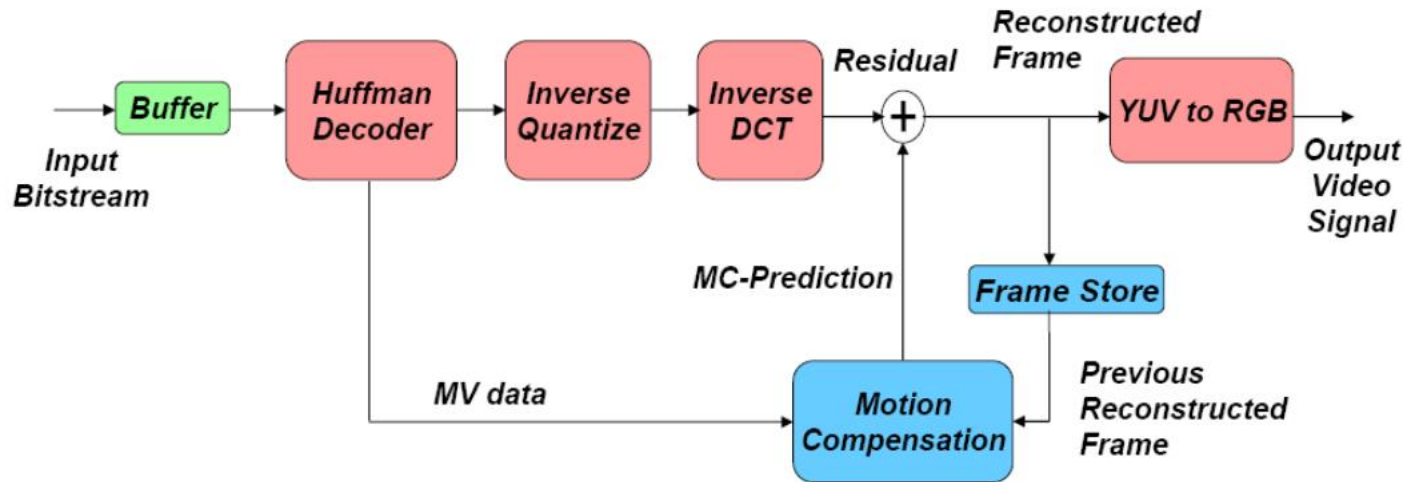 Buffer
Input
Bitstream
Huffman
Decoder
Inverse
Quantize
Inverse
DCT
Residual
+
Reconstructed
Frame
YUV to RGB
Output
Video
Signal
MC-Prediction
Frame Store
MV data
Motion
Compensation
Previous
Reconstructed
Frame